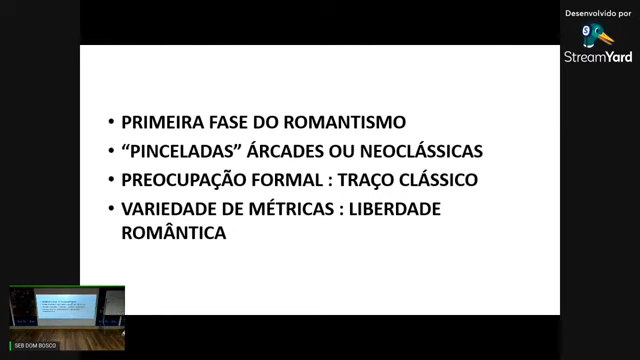 Desenvolvido por
StreamYard
• PRIMEIRA FASE DO ROMANTISMO
• “PINCELADAS” ÁRCADES OU NEOCLÁSSICAS
• PREOCUPAÇÃO FORMAL : TRAÇO CLÁSSICO
• VARIEDADE DE MÉTRICAS : LIBERDADE
ROMÂNTICA
SEB DOM BOSCO